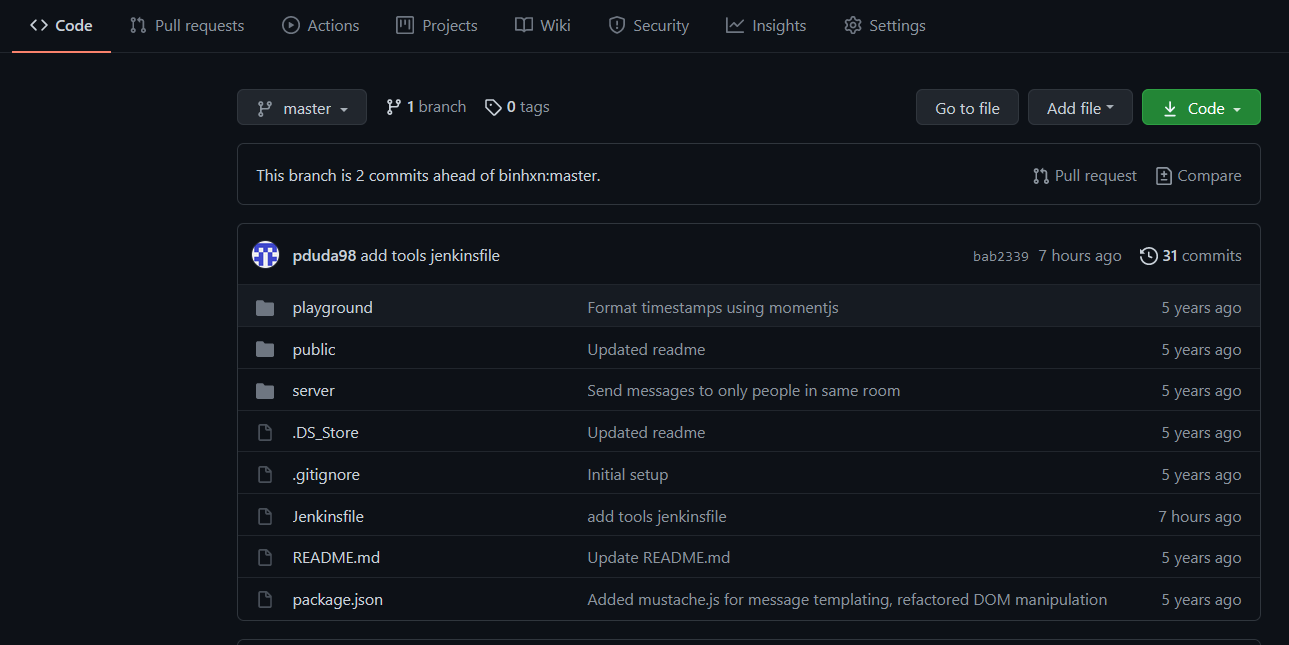 Code Pull requests Actions Projects Wiki Security Insights Settings
master 1 branch 0 tags Go to file Add file Code
This branch is 2 commits ahead of binhxn:master. Pull request Compare
pduda98 add tools jenkinsfile bab2339 7 hours ago 31 commits
playground Format timestamps using momentjs 5 years ago
public Updated readme 5 years ago
server Send messages to only people in same room 5 years ago
.DS_Store Updated readme 5 years ago
.gitignore Initial setup 5 years ago
Jenkinsfile add tools jenkinsfile 7 hours ago
README.md Update README.md 5 years ago
package.json Added mustache.js for message templating, refactored DOM manipulation 5 years ago